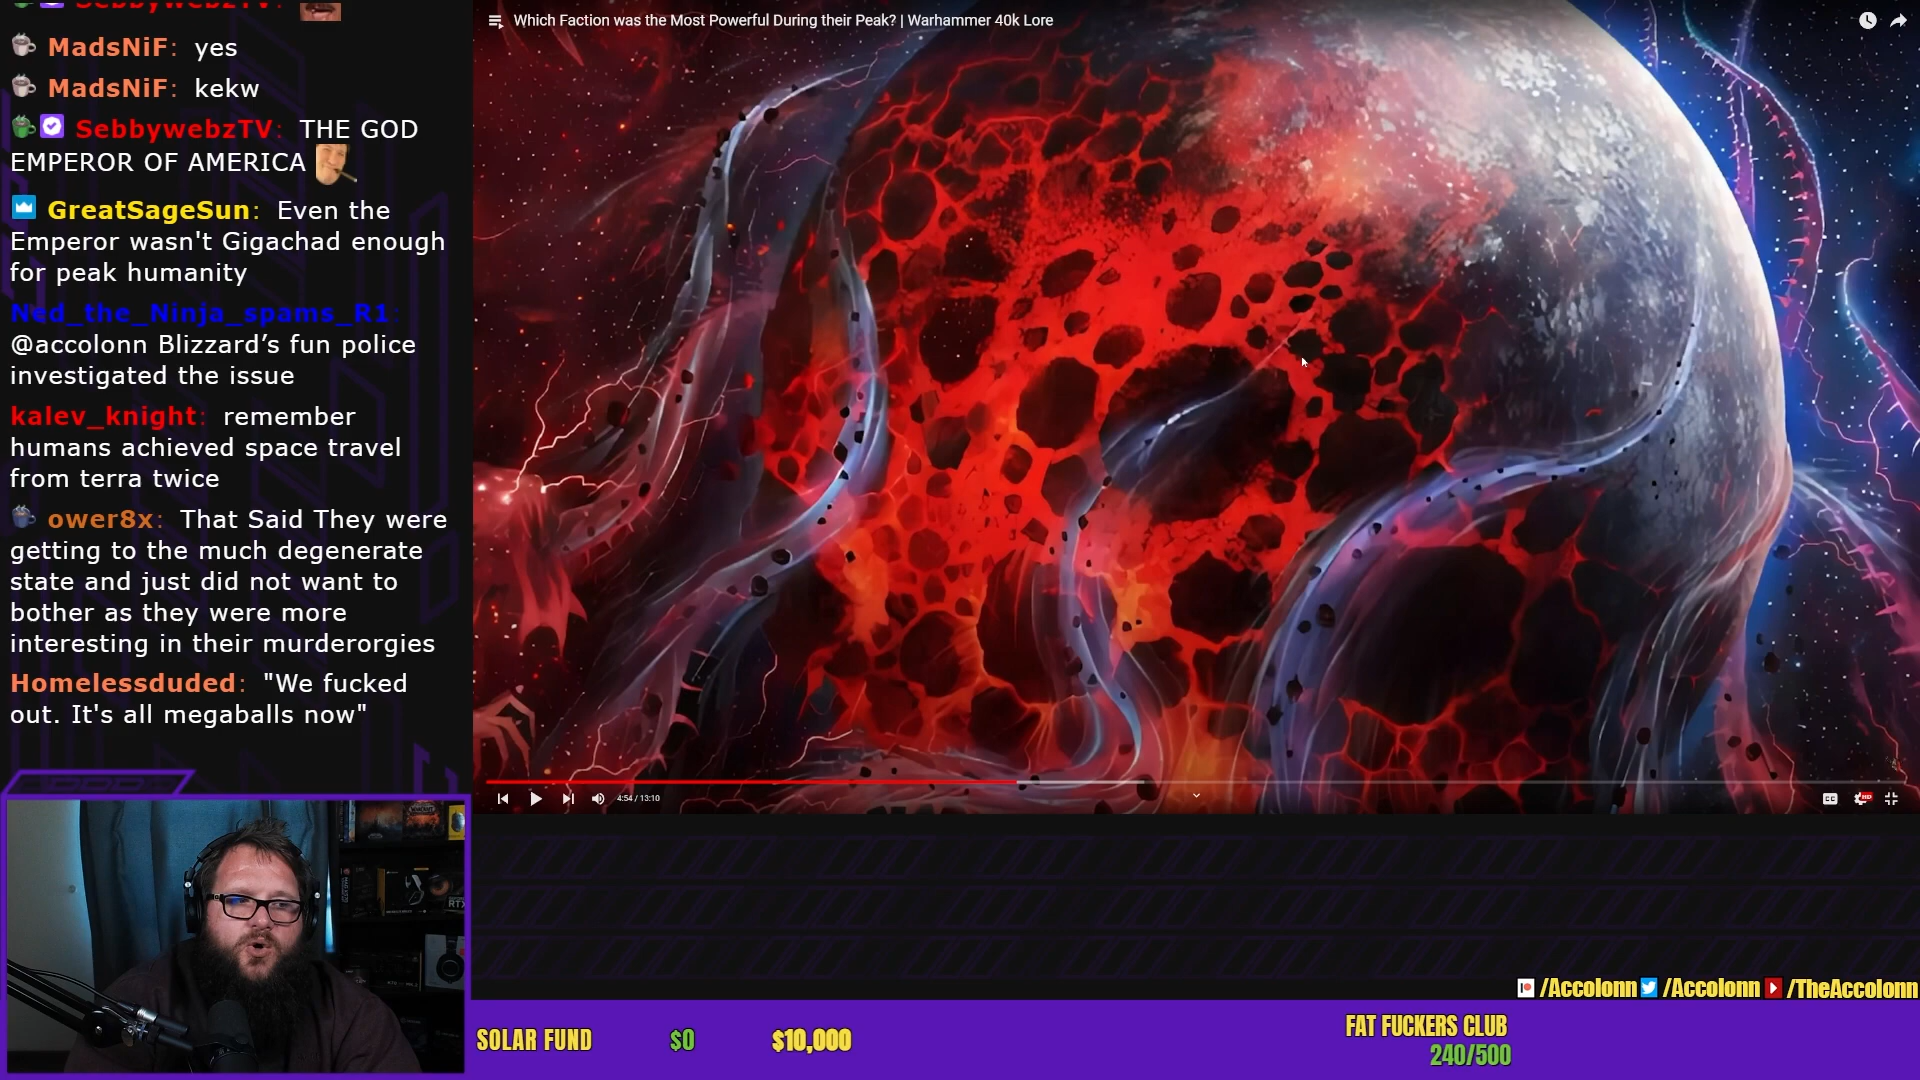 SebbywebzTV:
MadsNiF: yes
MadsNiF: kekw
SebbywebzTV: THE GOD
EMPEROR OF AMERICA
GreatSageSun: Even the
Emperor wasn't Gigachad enough
for peak humanity
Ned_the_Ninja_spams_R1:
@accolonn Blizzard’s fun police
investigated the issue
kalev_knight: remember
humans achieved space travel
from terra twice
ower8x: That Said They were
getting to the much degenerate
state and just did not want to
bother as they were more
interesting in their murderorgies
Homelessduded: "We fucked
out. It's all megaballs now"
Which Faction was the Most Powerful During their Peak? | Warhammer 40k Lore
4:54 / 13:10
CC
HD
/Accolonn /Accolonn /TheAccolonn
SOLAR FUND $0 $10,000
FAT FUCKERS CLUB
240/500